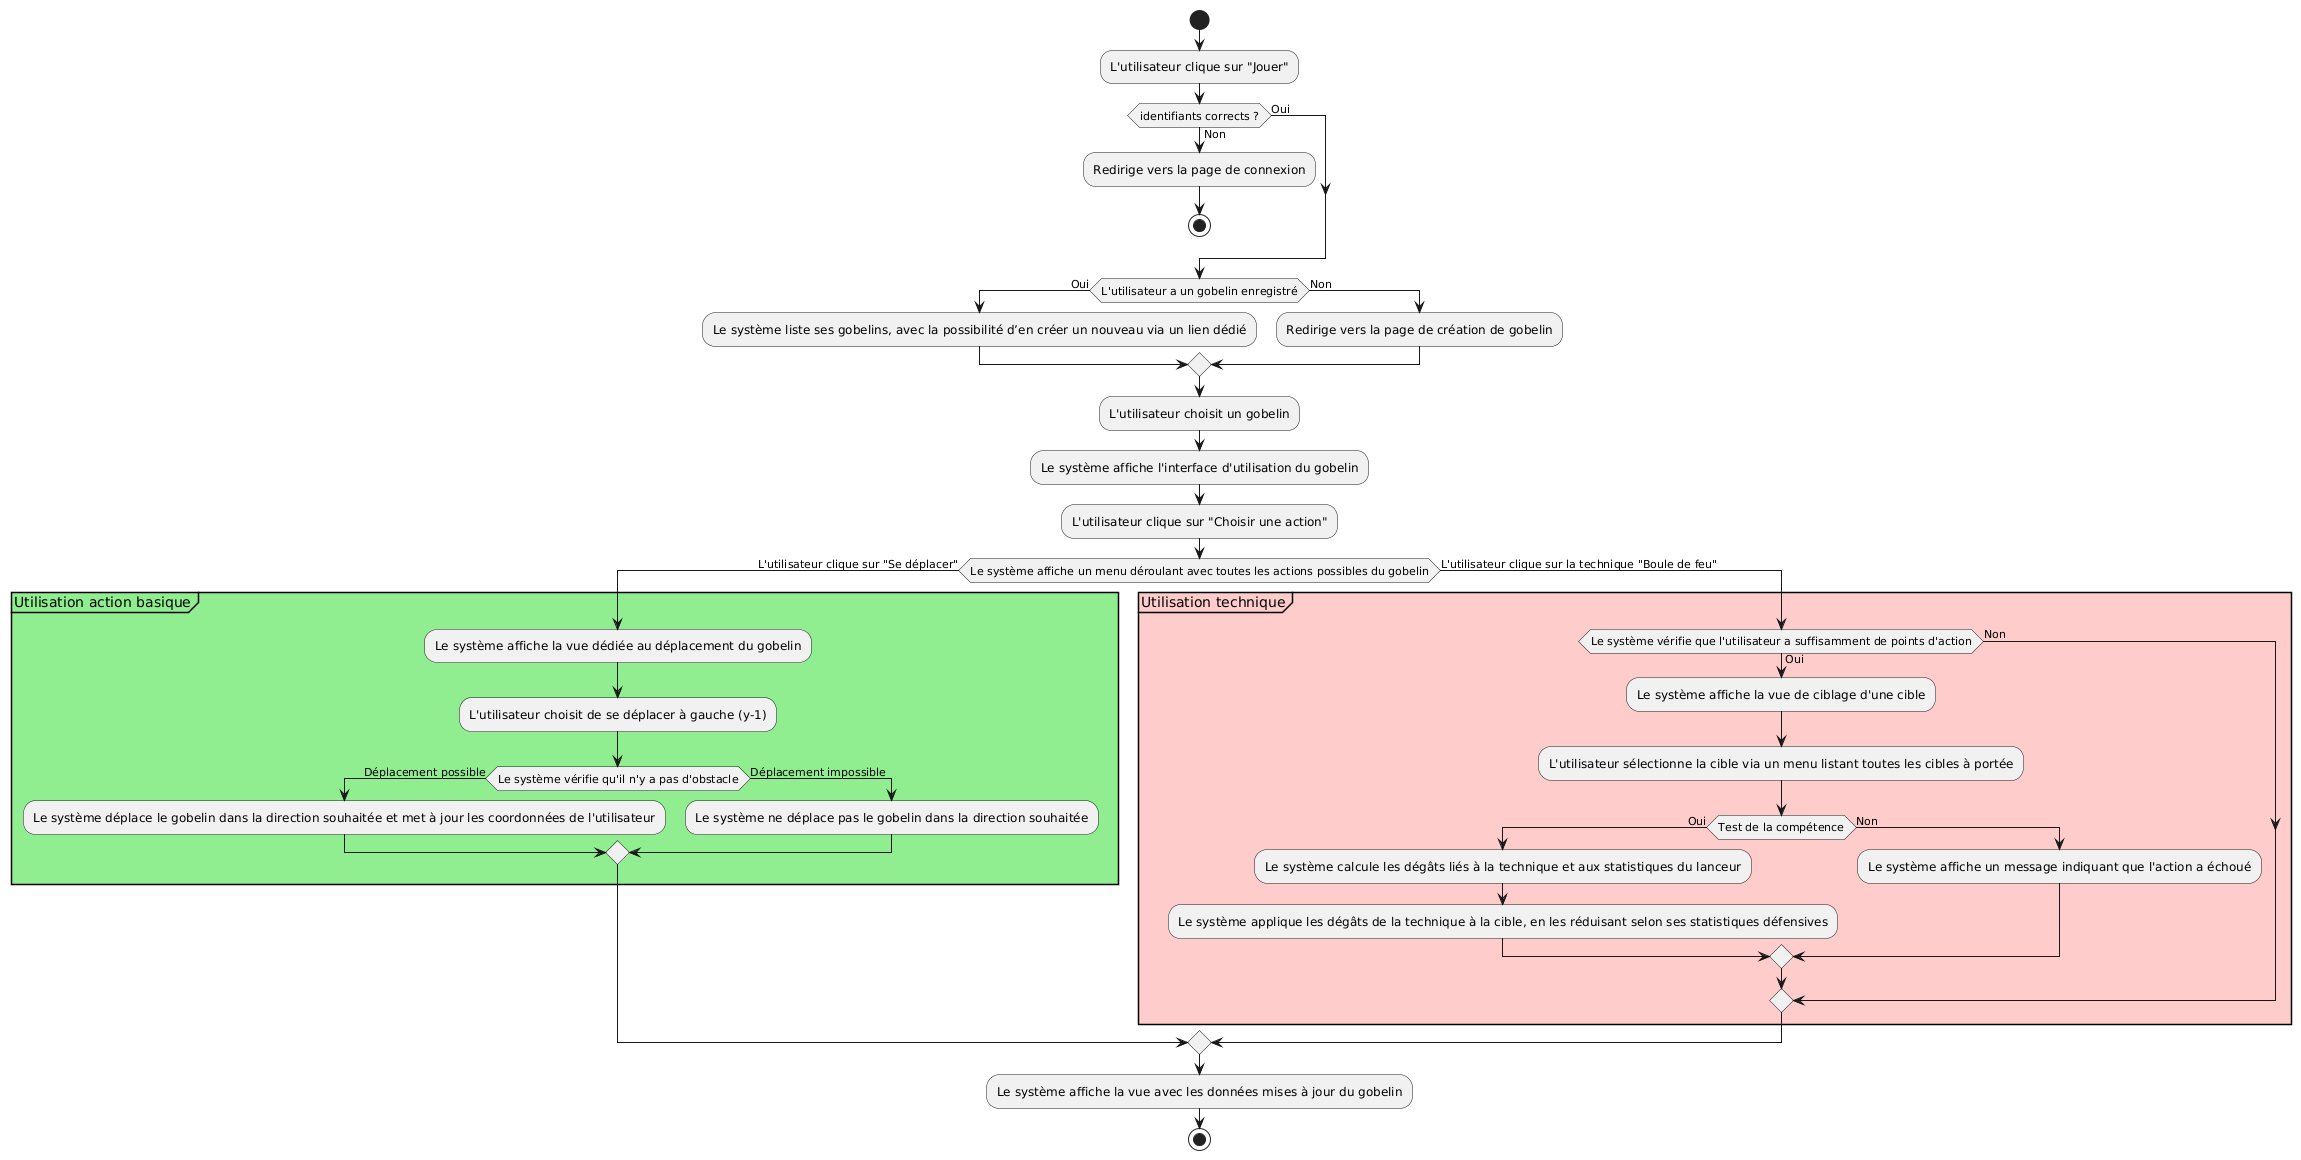 L'utilisateur clique sur "Jouer"
identifiants corrects ?
Oui
Non
Redirige vers la page de connexion
Oui
L'utilisateur a un gobelin enregistré
Non
Le système liste ses gobelins, avec la possibilité d’en créer un nouveau via un lien dédié
Redirige vers la page de création de gobelin
L'utilisateur choisit un gobelin
Le système affiche l'interface d'utilisation du gobelin
L'utilisateur clique sur "Choisir une action"
L'utilisateur clique sur "Se déplacer"
Le système affiche un menu déroulant avec toutes les actions possibles du gobelin
L'utilisateur clique sur la technique "Boule de feu"
Utilisation action basique
Le système affiche la vue dédiée au déplacement du gobelin
L'utilisateur choisit de se déplacer à gauche (y-1)
Déplacement possible
Le système vérifie qu'il n'y a pas d'obstacle
Déplacement impossible
Le système déplace le gobelin dans la direction souhaitée et met à jour les coordonnées de l'utilisateur
Le système ne déplace pas le gobelin dans la direction souhaitée
Utilisation technique
Le système vérifie que l'utilisateur a suffisamment de points d'action
Non
Oui
Le système affiche la vue de ciblage d'une cible
L'utilisateur sélectionne la cible via un menu listant toutes les cibles à portée
Oui
Test de la compétence
Non
Le système calcule les dégâts liés à la technique et aux statistiques du lanceur
Le système affiche un message indiquant que l'action a échoué
Le système applique les dégâts de la technique à la cible, en les réduisant selon ses statistiques défensives
Le système affiche la vue avec les données mises à jour du gobelin